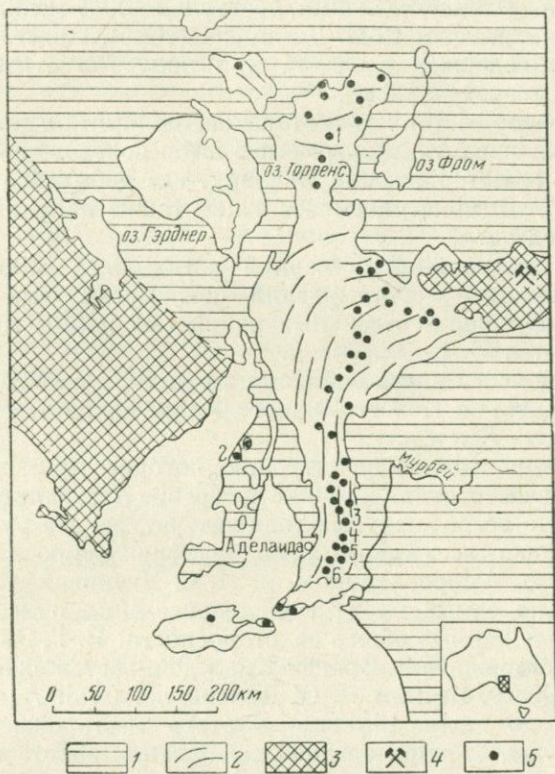 1
оз. Торренс
оз. Фром
оз. Гэрднер
2
Муррей
3
4
Аделаида
5
6
0 50 100 150 200км
1 2 3 4 5